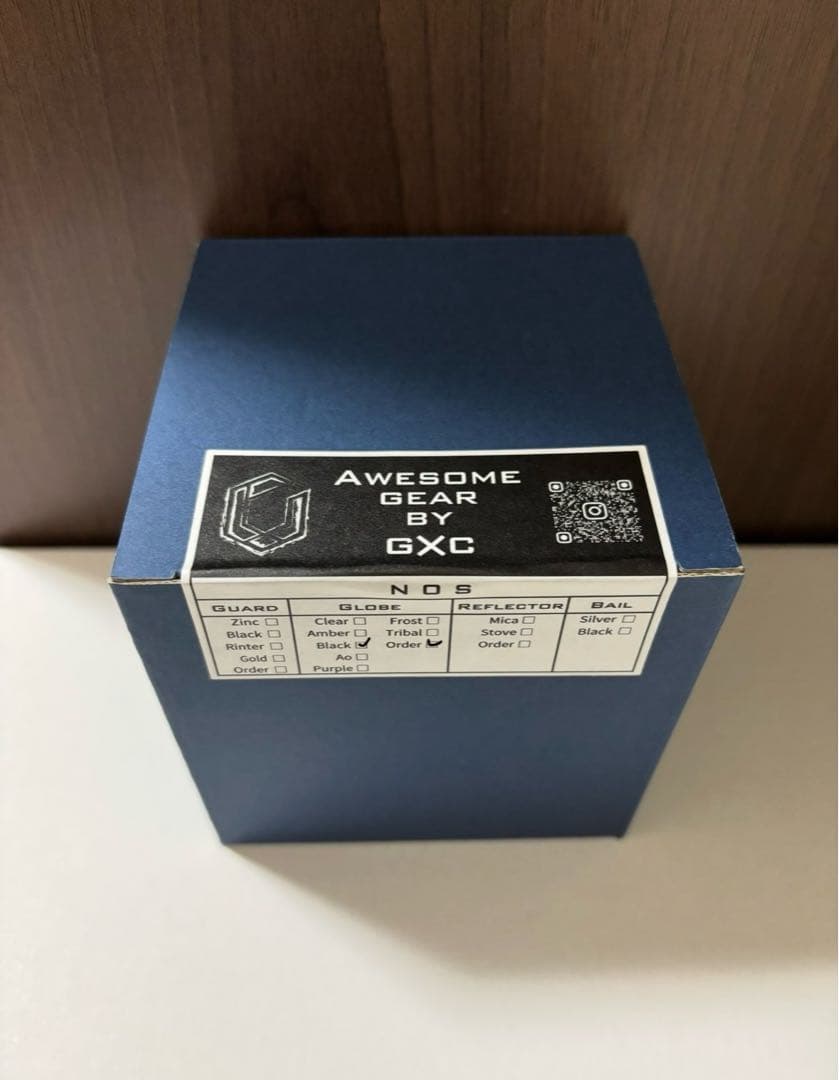 AWESOME
GEAR
BY
GXC
NOS
GUARD GLOBE REFLECTOR BAIL
Zinc ☐ Clear ☐ Frost ☐ Mica ☐ Silver ☐
Black ☐ Amber ☐ Tribal ☐ Stove ☐ Black ☐
Rinter ☐ Black ☑ Order ☑ Order ☐
Gold ☐ Ao ☐
Order ☐ Purple ☐